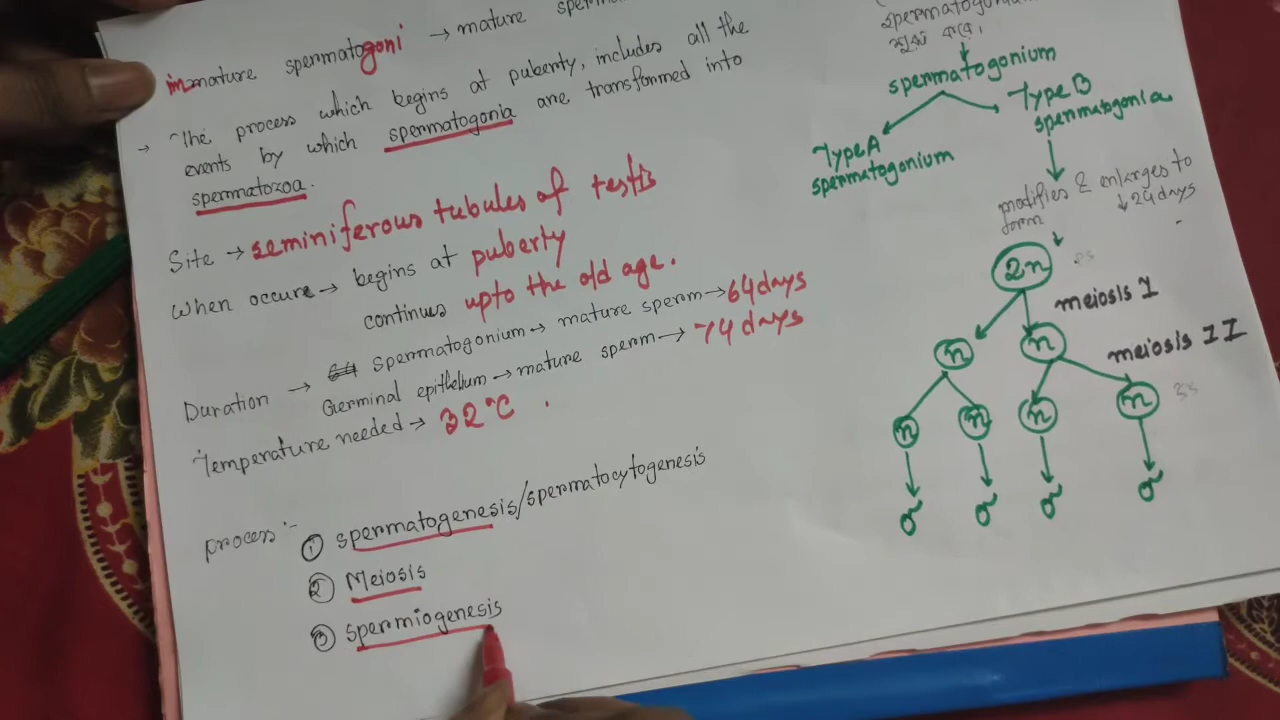 immature spermatogoni → mature
→ "The process which begins at puberty, includes all the
events by which spermatogonia are transformed into
spermatozoa.
Site → seminiferous tubules of testis
When occurs → begins at puberty
continues upto the old age.
Duration → spermatogonium → mature sperm → 64 days
Germinal epithelium → mature sperm → 74 days
Temperature needed → 32°C.
process:-
① spermatogenesis/spermatocytogenesis
② Meiosis
③ spermiogenesis
শুরু করে।
spermatogonium
Type A
spermatogonium
Type B
spermatogonia
modifies & enlarges to
form
↓24 days
2n
meiosis I
n n
meiosis II
n n n n